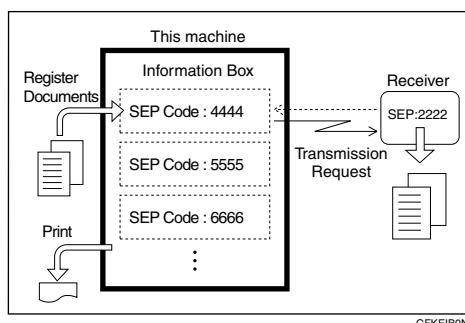 This machine
Information Box
Register
Documents
SEP Code : 4444
SEP Code : 5555
SEP Code : 6666
Print
Receiver
SEP:2222
Transmission
Request
GFKEIB0N